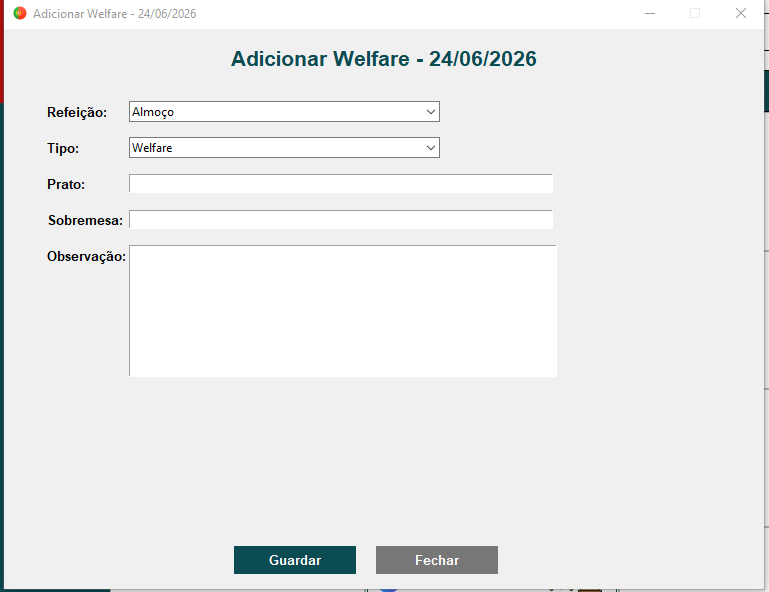 Adicionar Welfare - 24/06/2026
Adicionar Welfare - 24/06/2026
Refeição: Almoço
Tipo: Welfare
Prato:
Sobremesa:
Observação:
Guardar Fechar